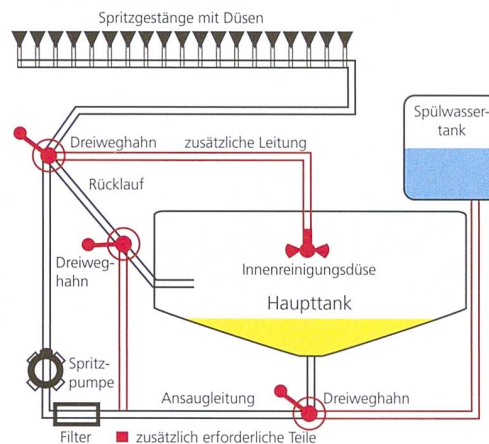 Spritzgestänge mit Düsen
Spülwasser-
tank
Dreiweghahn
zusätzliche Leitung
Rücklauf
Dreiweg-
hahn
Innenreinigungsdüse
Haupttank
Spritz-
pumpe
Ansaugleitung
Dreiweghahn
Filter
zusätzlich erforderliche Teile